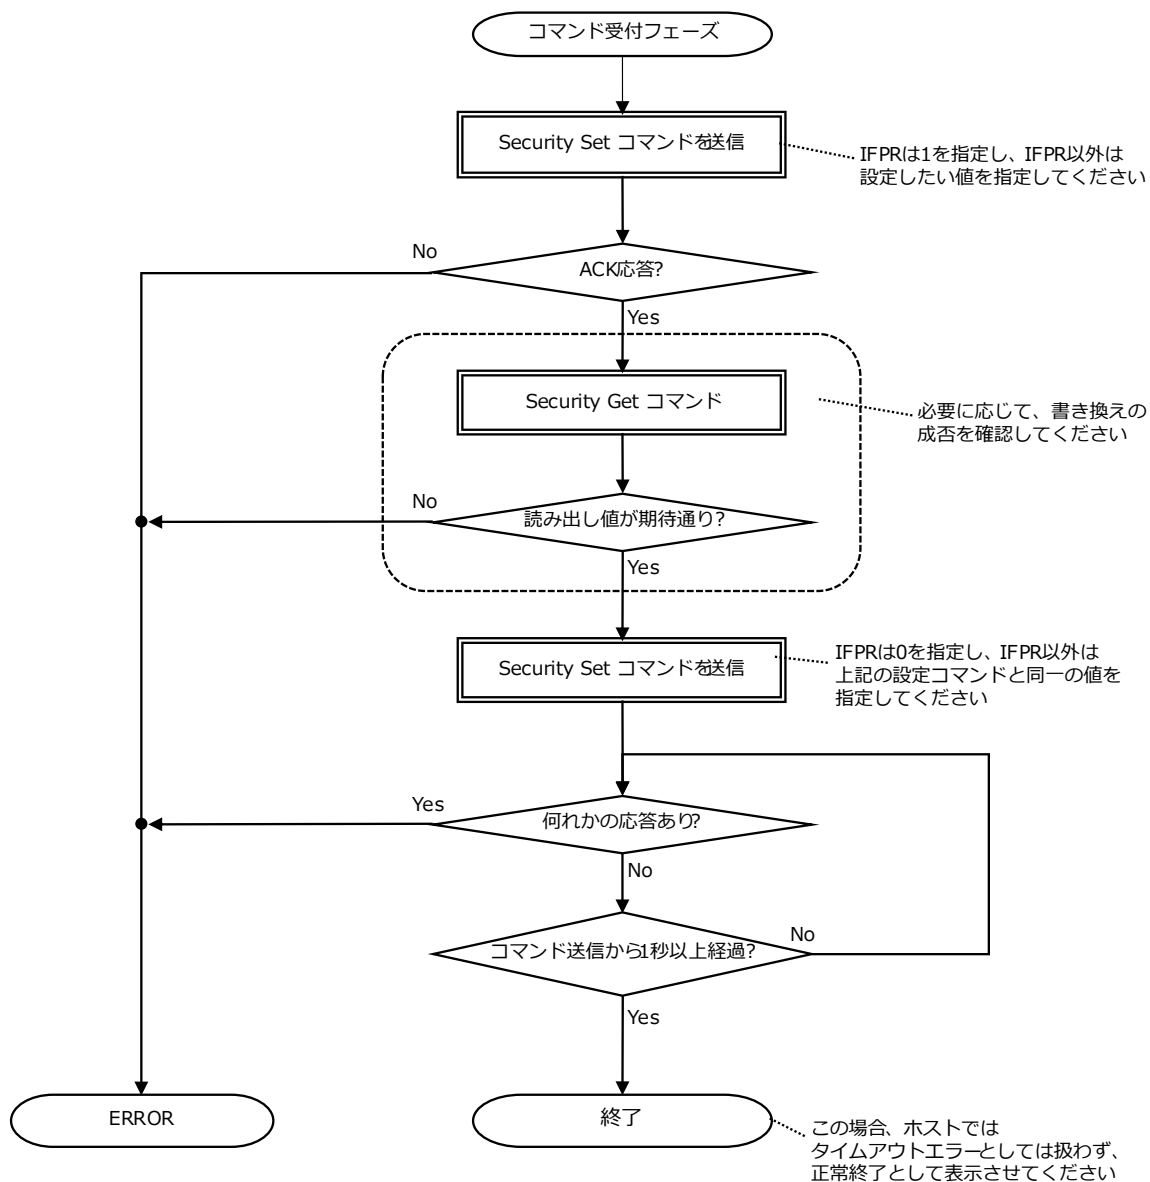 コマンド受付フェーズ
Security Set コマンドを送信
IFPRは1を指定し、IFPR以外は
設定したい値を指定してください
No
ACK応答?
Yes
Security Get コマンド
必要に応じて、書き換えの
成否を確認してください
No
読み出し値が期待通り?
Yes
Security Set コマンドを送信
IFPRは0を指定し、IFPR以外は
上記の設定コマンドと同一の値を
指定してください
Yes
何れかの応答あり?
No
コマンド送信から1秒以上経過?
No
Yes
ERROR
終了
この場合、ホストでは
タイムアウトエラーとしては扱わず、
正常終了として表示させてください